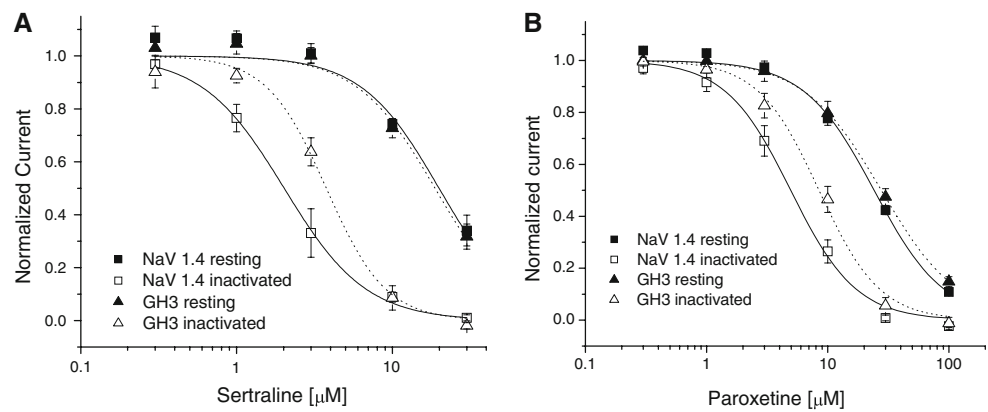 A
Normalized Current
1.0
0.8
0.6
0.4
0.2
0.0
NaV 1.4 resting
NaV 1.4 inactivated
GH3 resting
GH3 inactivated
0.1
1
10
Sertraline [µM]
B
Normalized current
1.0
0.8
0.6
0.4
0.2
0.0
NaV 1.4 resting
NaV 1.4 inactivated
GH3 resting
GH3 inactivated
0.1
1
10
100
Paroxetine [µM]